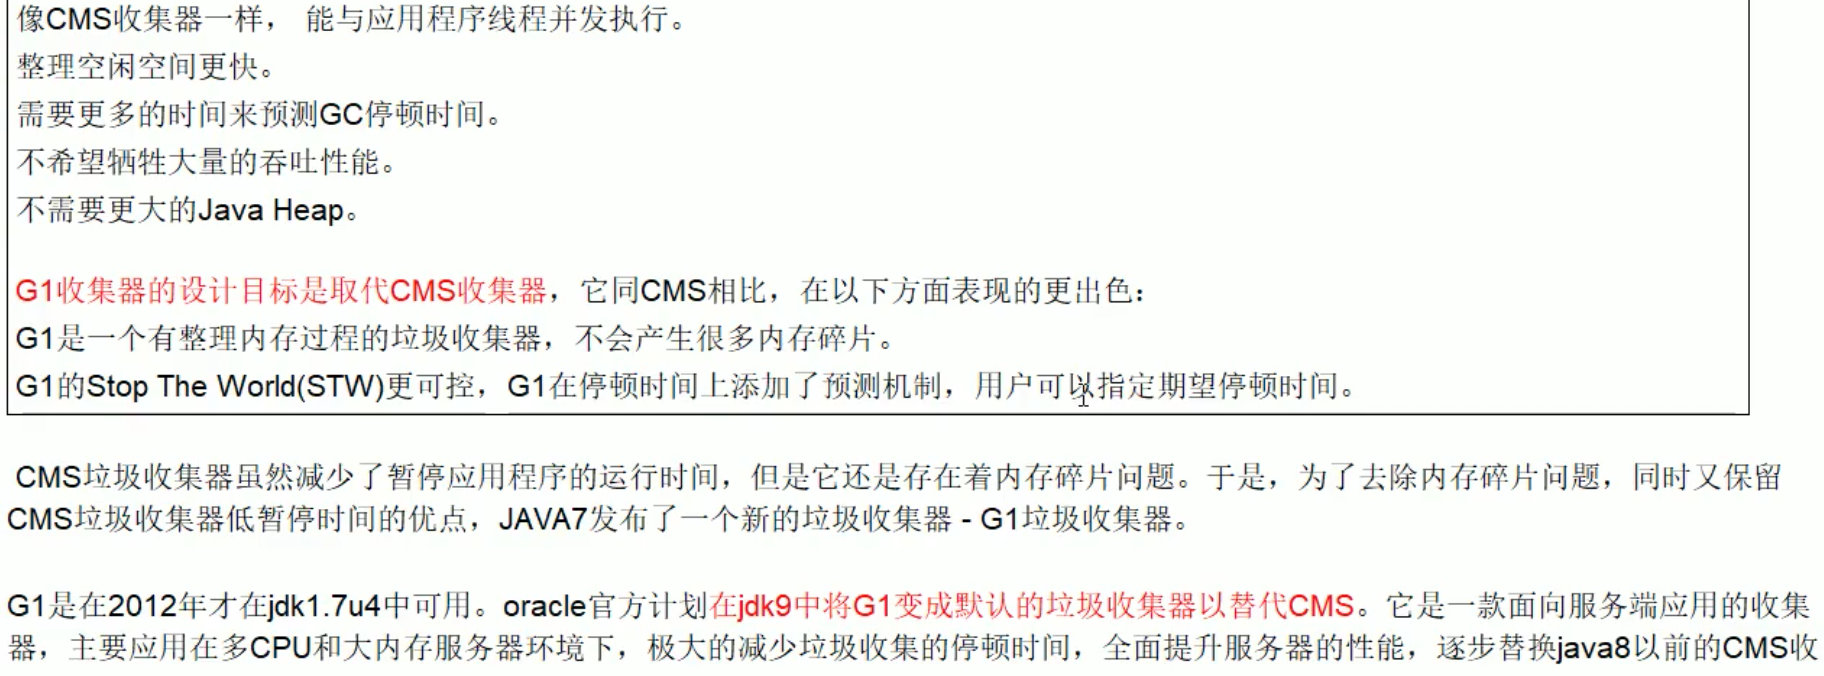 像CMS收集器一样， 能与应用程序线程并发执行。
整理空闲空间更快。
需要更多的时间来预测GC停顿时间。
不希望牺牲大量的吞吐性能。
不需要更大的Java Heap。
G1收集器的设计目标是取代CMS收集器，它同CMS相比，在以下方面表现的更出色：
G1是一个有整理内存过程的垃圾收集器，不会产生很多内存碎片。
G1的Stop The World(STW)更可控，G1在停顿时间上添加了预测机制，用户可以指定期望停顿时间。
CMS垃圾收集器虽然减少了暂停应用程序的运行时间，但是它还是存在着内存碎片问题。于是，为了去除内存碎片问题，同时又保留
CMS垃圾收集器低暂停时间的优点，JAVA7发布了一个新的垃圾收集器 - G1垃圾收集器。
G1是在2012年才在jdk1.7u4中可用。oracle官方计划在jdk9中将G1变成默认的垃圾收集器以替代CMS。它是一款面向服务端应用的收集
器，主要应用在多CPU和大内存服务器环境下，极大的减少垃圾收集的停顿时间，全面提升服务器的性能，逐步替换java8以前的CMS收